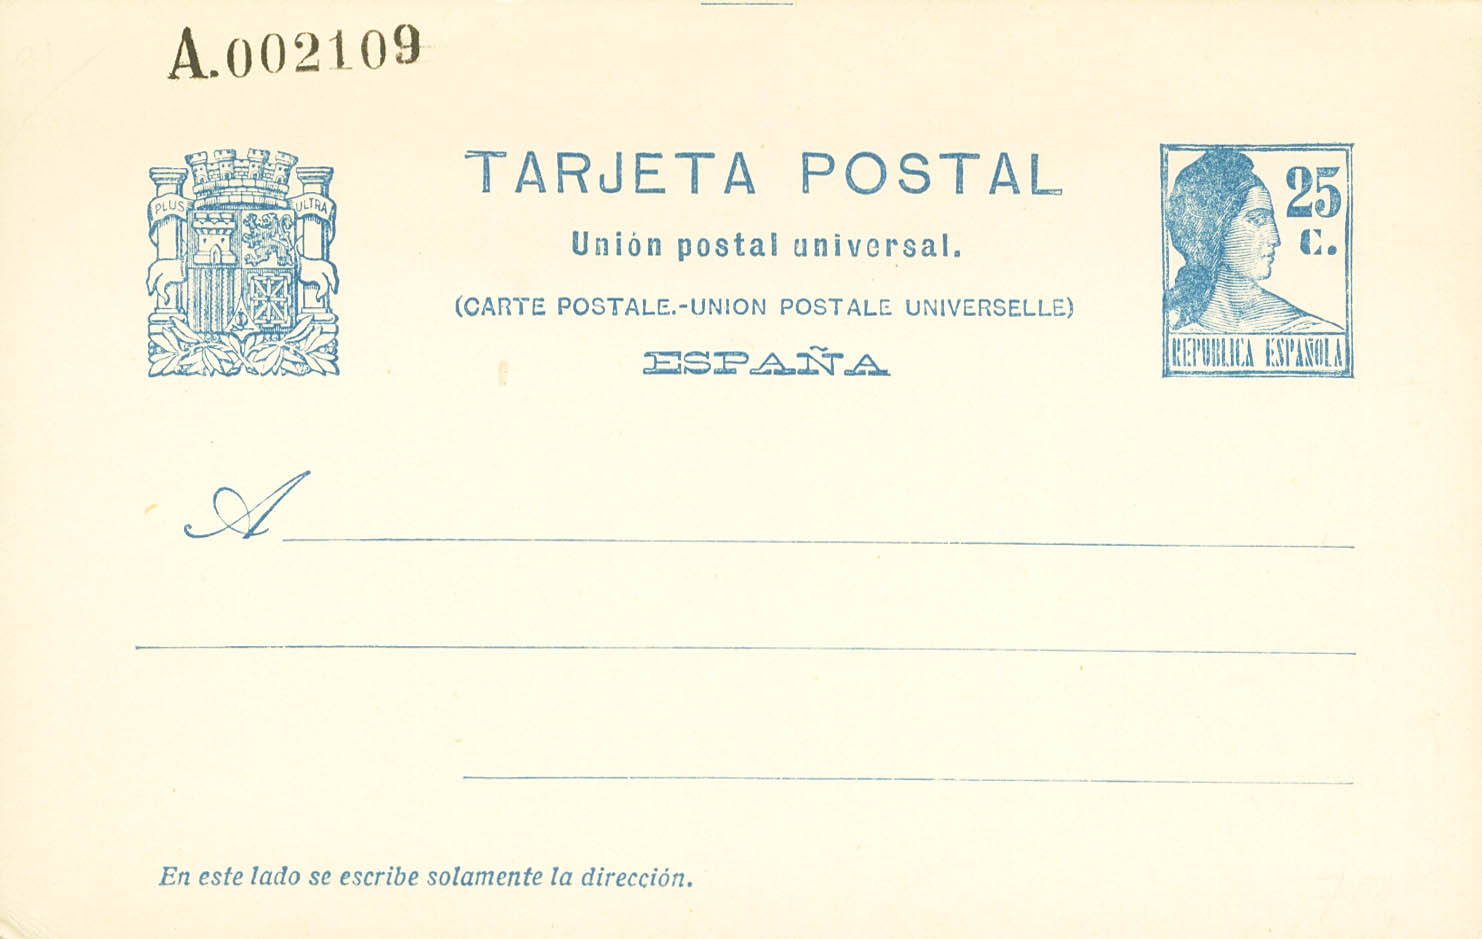 A.002109
PLUS ULTRA
TARJETA POSTAL
Unión postal universal.
(CARTE POSTALE.-UNION POSTALE UNIVERSELLE)
ESPAÑA
25
C.
REPUBLICA ESPAÑOLA
A
En este lado se escribe solamente la dirección.